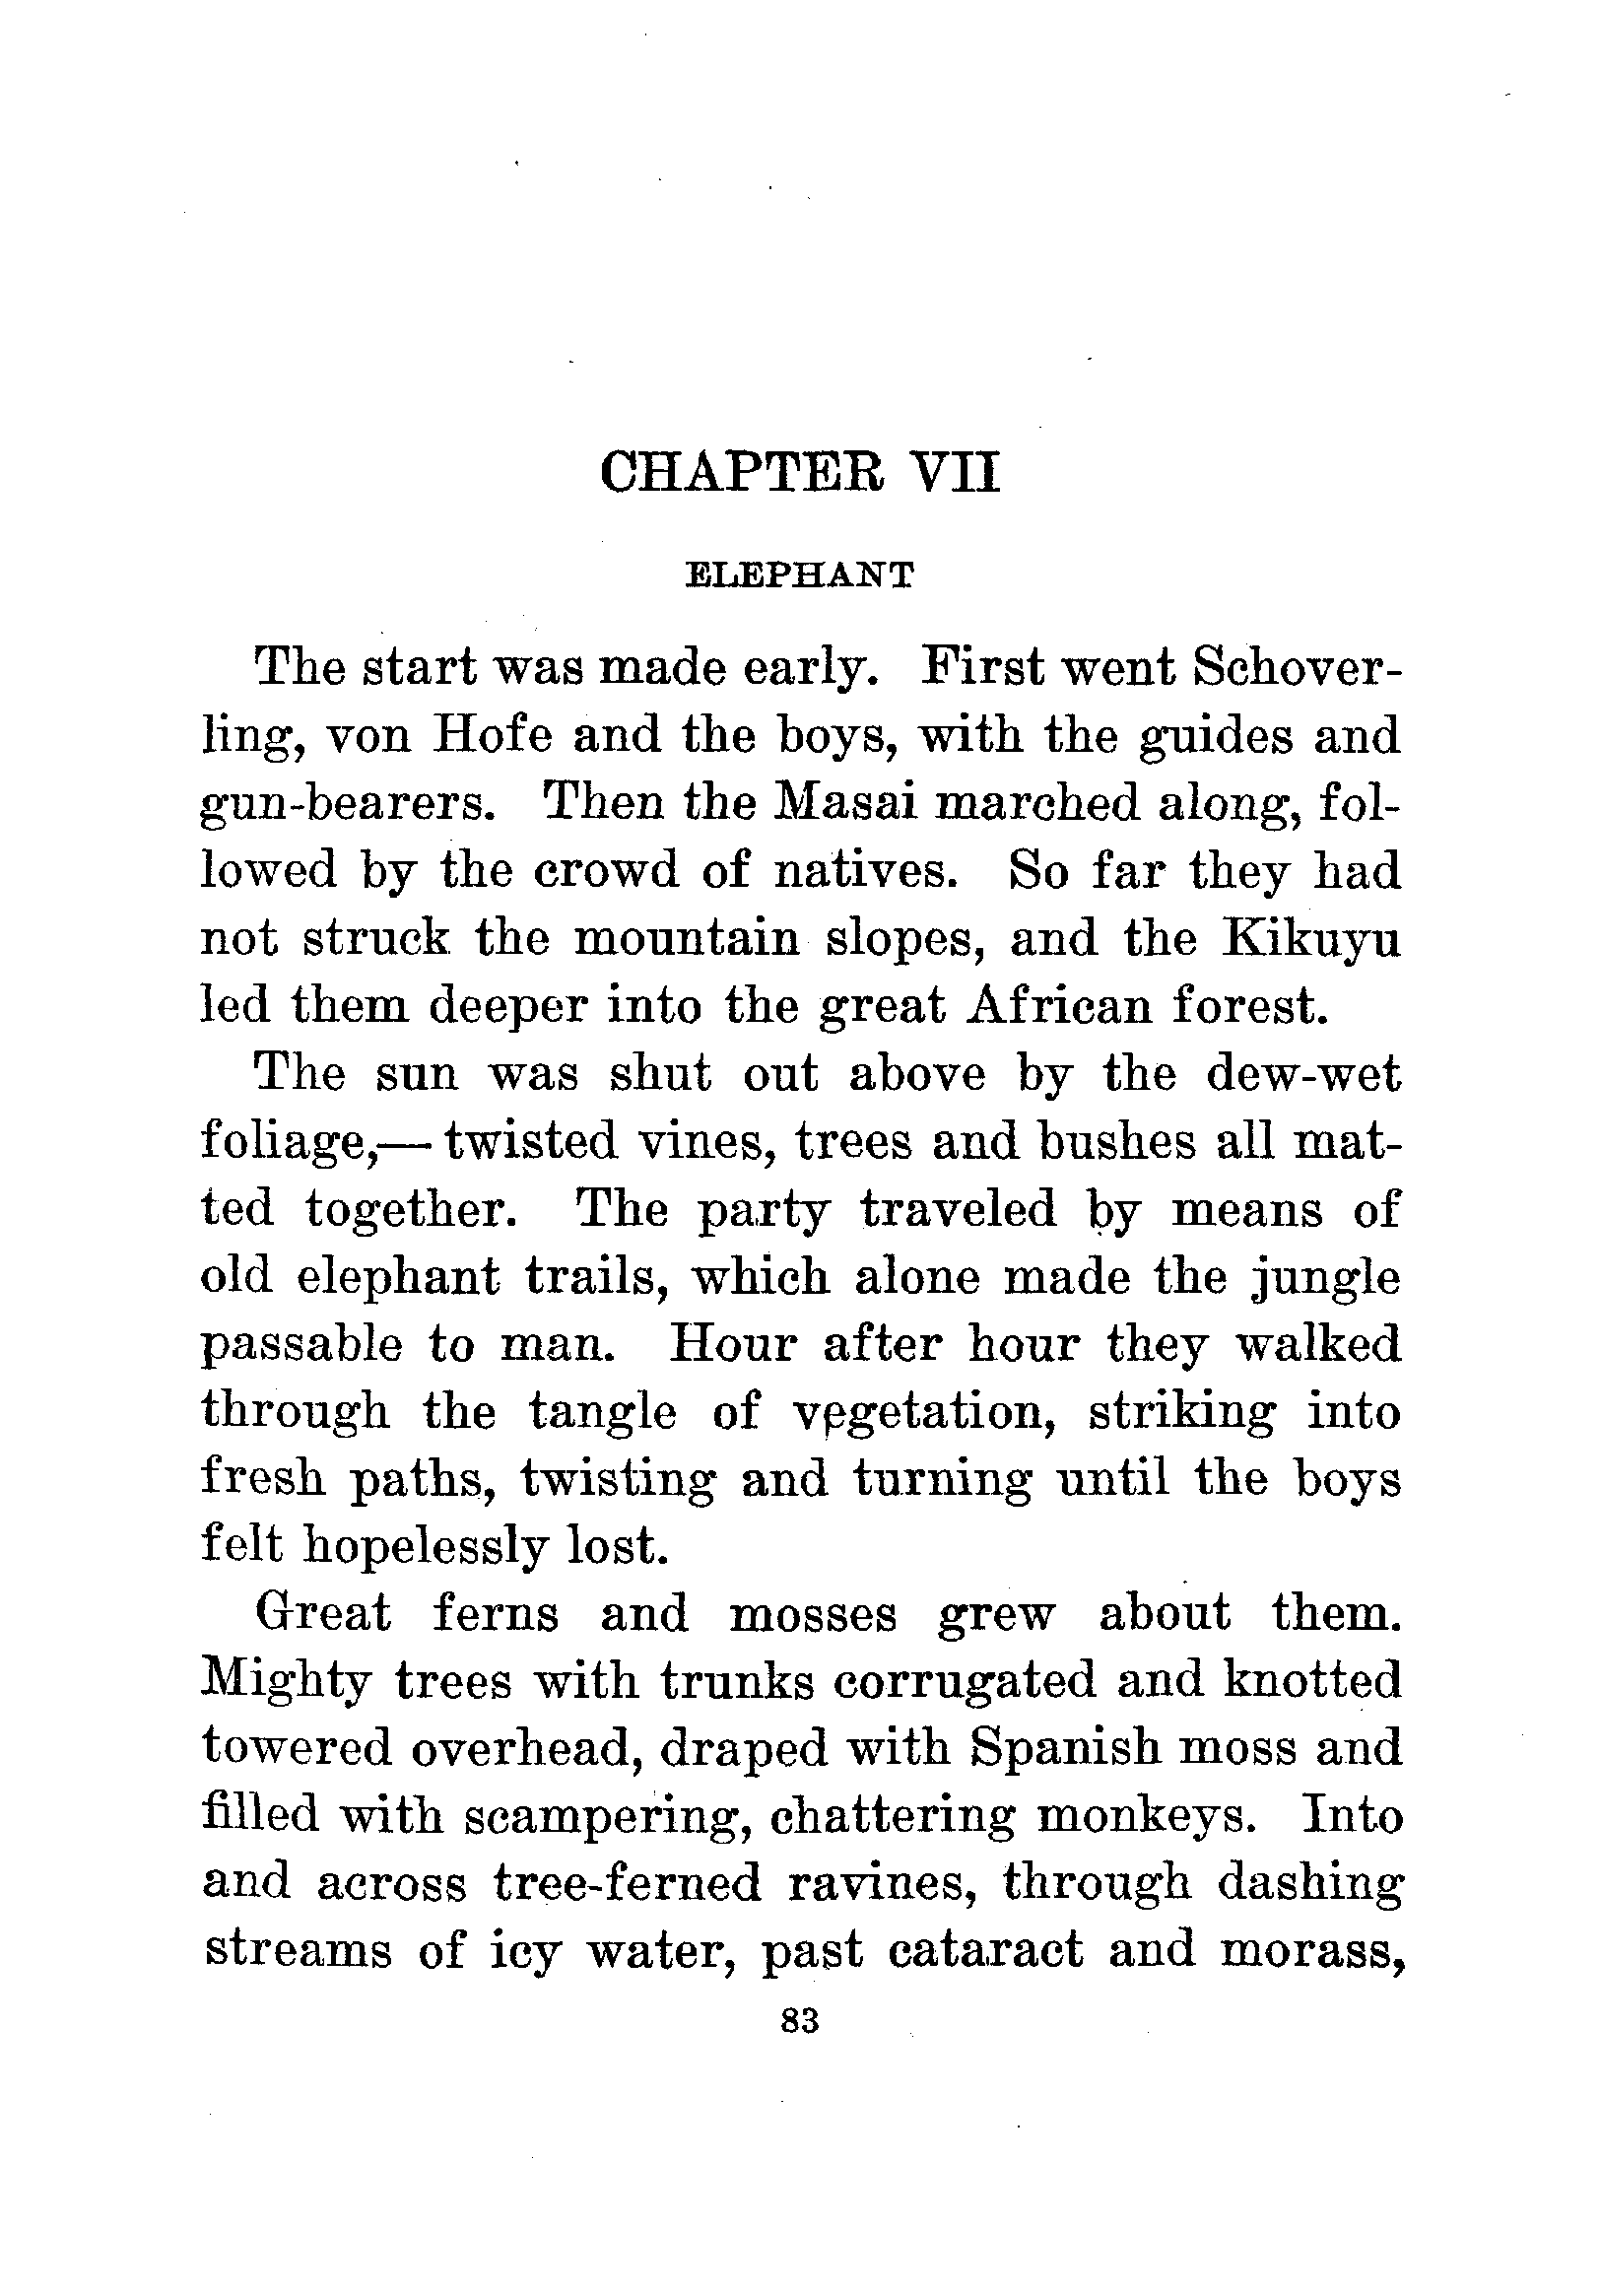 CHAPTER VII
ELEPHANT
The start was made early. First went Schover-
ling, von Hofe and the boys, with the guides and
gun-bearers. Then the Masai marched along, fol-
lowed by the crowd of natives. So far they had
not struck the mountain slopes, and the Kikuyu
led them deeper into the great African forest.
The sun was shut out above by the dew-wet
foliage,— twisted vines, trees and bushes all mat-
ted together. The party traveled by means of
old elephant trails, which alone made the jungle
passable to man. Hour after hour they walked
through the tangle of vegetation, striking into
fresh paths, twisting and turning until the boys
felt hopelessly lost.
Great ferns and mosses grew about them.
Mighty trees with trunks corrugated and knotted
towered overhead, draped with Spanish moss and
filled with scampering, chattering monkeys. Into
and across tree-ferned ravines, through dashing
streams of icy water, past cataract and morass,
83